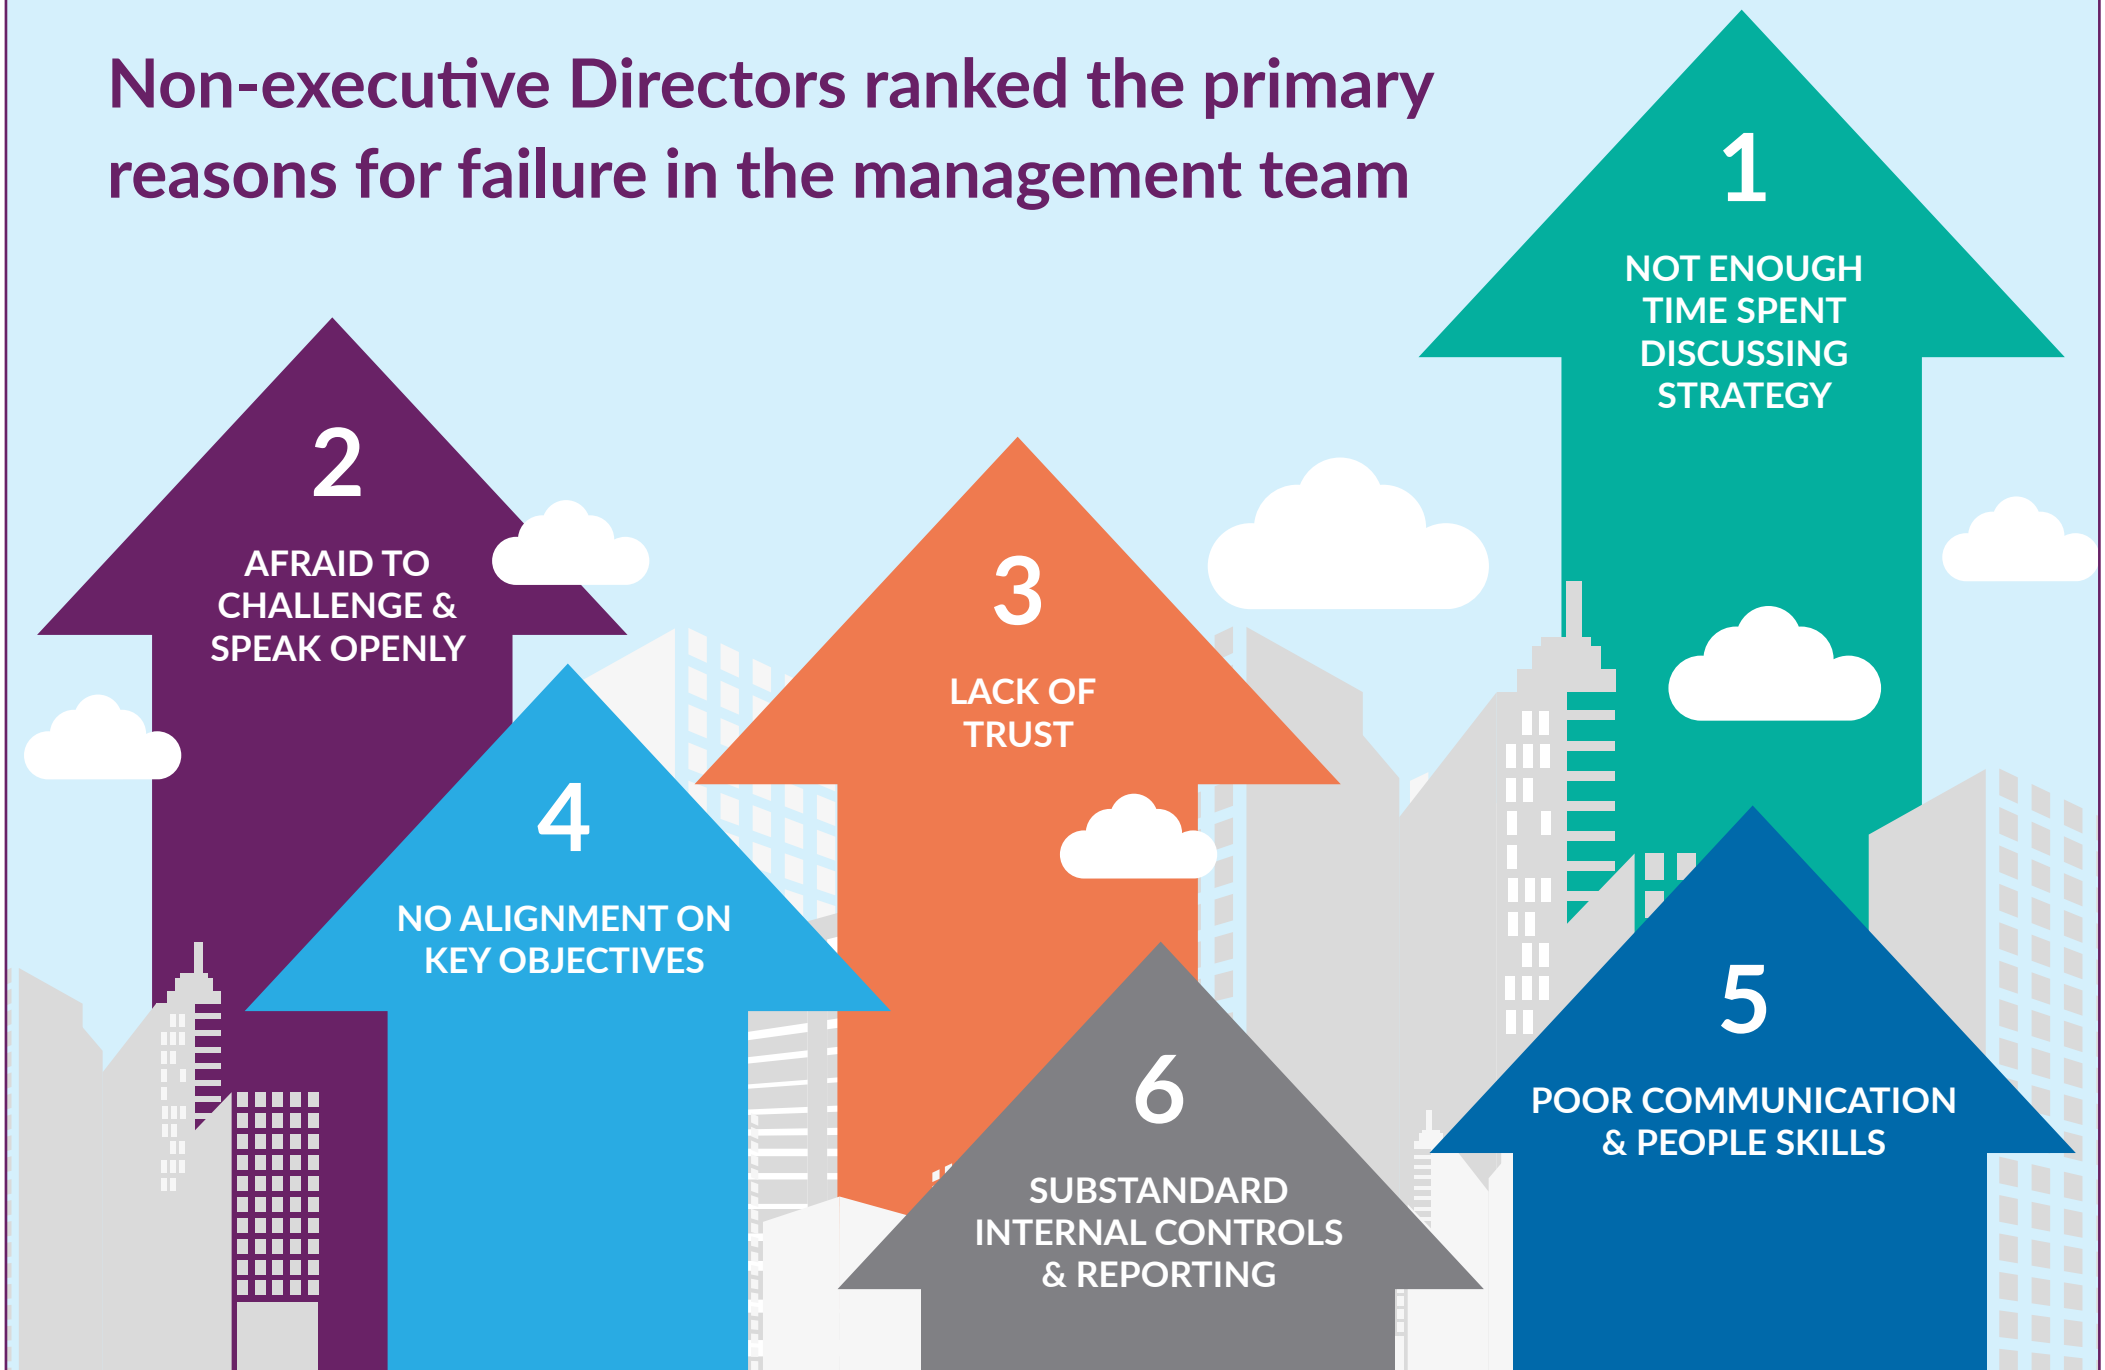 Non-executive Directors ranked the primary
reasons for failure in the management team
1
NOT ENOUGH
TIME SPENT
DISCUSSING
STRATEGY
2
AFRAID TO
CHALLENGE &
SPEAK OPENLY
3
LACK OF
TRUST
4
NO ALIGNMENT ON
KEY OBJECTIVES
5
POOR COMMUNICATION
& PEOPLE SKILLS
6
SUBSTANDARD
INTERNAL CONTROLS
& REPORTING